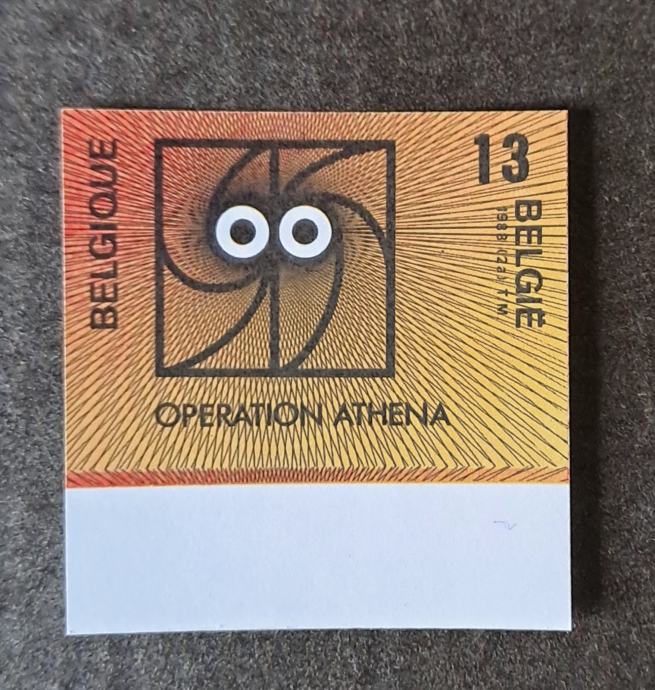 BELGIQUE
13
BELGIË
OPERATION ATHENA